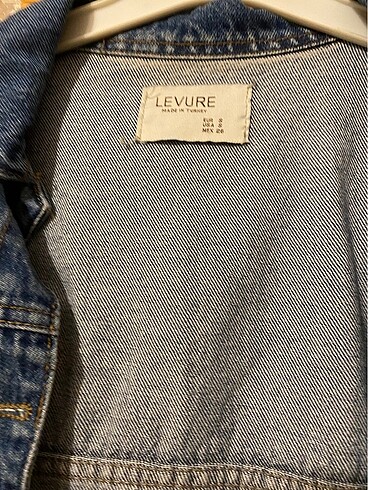 LEVURE
MADE IN TURKEY
EUR S
USA S
MEX 26